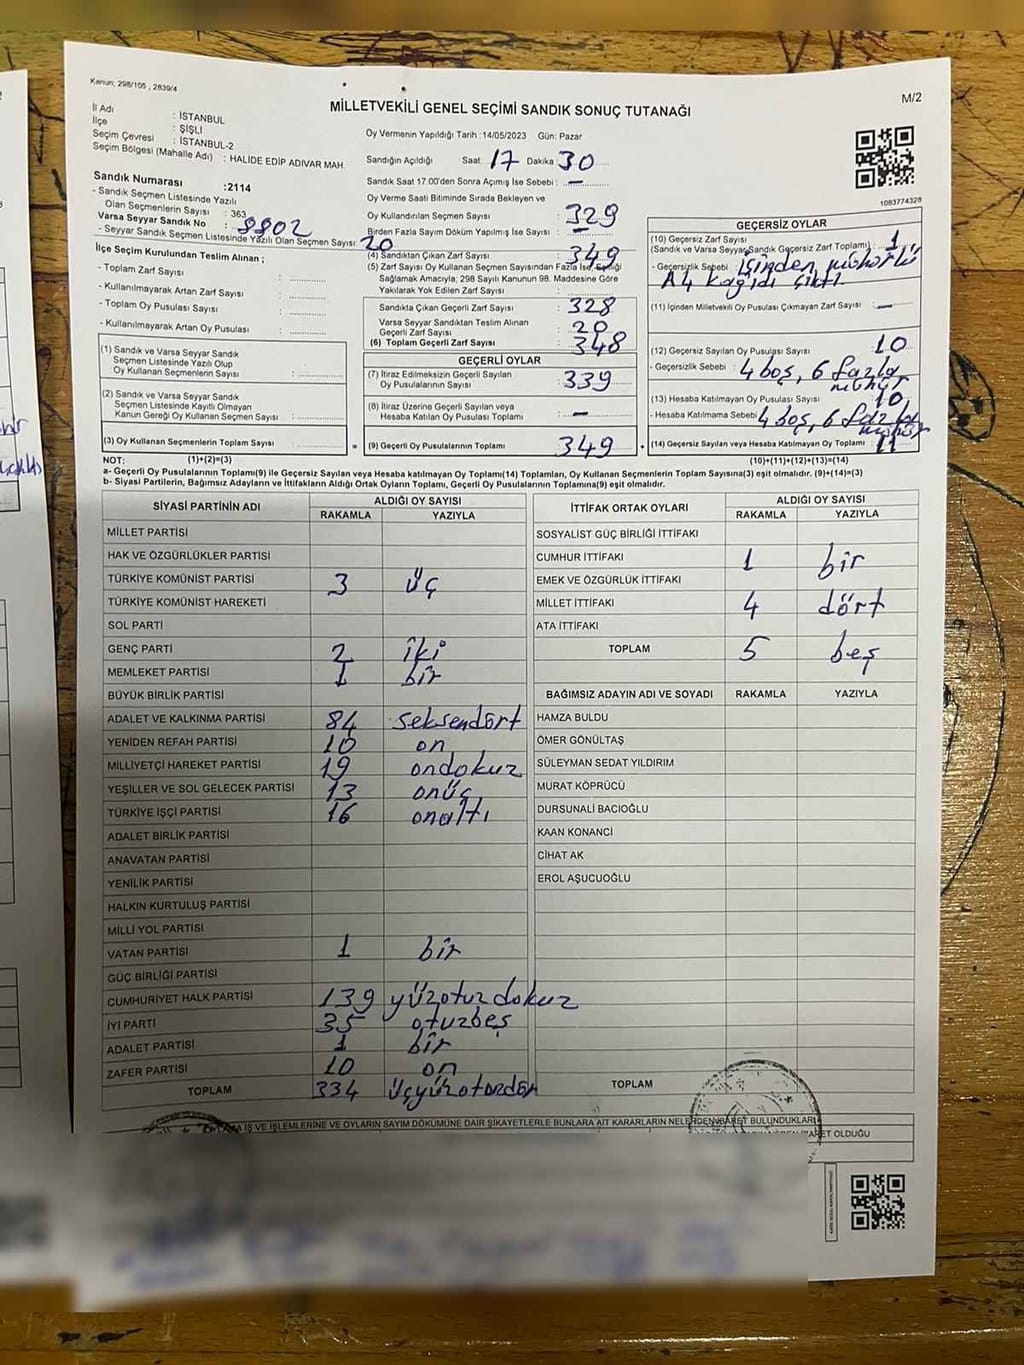 Kanun; 298/105 , 2839/4
M/2
MİLLETVEKİLİ GENEL SEÇİMİ SANDIK SONUÇ TUTANAĞI
İl Adı : İSTANBUL
İlçe : ŞİŞLİ
Seçim Çevresi : İSTANBUL-2
Seçim Bölgesi (Mahalle Adı) : HALİDE EDİP ADIVAR MAH.
Sandık Numarası :2114
- Sandık Seçmen Listesinde Yazılı
Olan Seçmenlerin Sayısı : 363
Varsa Seyyar Sandık No : 8802
- Seyyar Sandık Seçmen Listesinde Yazılı Olan Seçmen Sayısı: 20
İlçe Seçim Kurulundan Teslim Alınan ;
- Toplam Zarf Sayısı :
- Kullanılmayarak Artan Zarf Sayısı :
- Toplam Oy Pusulası Sayısı :
- Kullanılmayarak Artan Oy Pusulası :
(1) Sandık ve Varsa Seyyar Sandık
Seçmen Listesinde Yazılı Olup
Oy Kullanan Seçmenlerin Sayısı :
(2) Sandık ve Varsa Seyyar Sandık
Seçmen Listesinde Kayıtlı Olmayan
Kanun Gereği Oy Kullanan Seçmen Sayısı :
(3) Oy Kullanan Seçmenlerin Toplam Sayısı :
Oy Vermenin Yapıldığı Tarih :14/05/2023 Gün: Pazar
Sandığın Açıldığı Saat: 17 Dakika: 30
Sandık Saat 17.00'den Sonra Açımış İse Sebebi : -
Oy Verme Saati Bitiminde Sırada Bekleyen ve
Oy Kullandırılan Seçmen Sayısı : 329
Birden Fazla Sayım Döküm Yapılmış İse Sayısı : -
(4) Sandıktan Çıkan Zarf Sayısı : 349
(5) Zarf Sayısı Oy Kullanan Seçmen Sayısından Fazla İse, Eşitliği
Sağlamak Amacıyla; 298 Sayılı Kanunun 98. Maddesine Göre
Yakılarak Yok Edilen Zarf Sayısı :
Sandıkta Çıkan Geçerli Zarf Sayısı : 328
Varsa Seyyar Sandıktan Teslim Alınan
Geçerli Zarf Sayısı : 20
(6) Toplam Geçerli Zarf Sayısı : 348
GEÇERLİ OYLAR
(7) İtiraz Edilmeksizin Geçerli Sayılan
Oy Pusulalarının Sayısı : 339
(8) İtiraz Üzerine Geçerli Sayılan veya
Hesaba Katılan Oy Pusulası Toplamı : -
(9) Geçerli Oy Pusulalarının Toplamı : 349
1083774328
GEÇERSİZ OYLAR
(10) Geçersiz Zarf Sayısı
(Sandık ve Varsa Seyyar Sandık Geçersiz Zarf Toplamı) : 1
- Geçersizlik Sebebi : İçinden mühürlü
A4 kağıdı çıktı
(11) İçinden Milletvekili Oy Pusulası Çıkmayan Zarf Sayısı : -
(12) Geçersiz Sayılan Oy Pusulası Sayısı : 10
- Geçersizlik Sebebi : 4 boş, 6 fazla
mühür
(13) Hesaba Katılmayan Oy Pusulası Sayısı : 10
- Hesaba Katılmama Sebebi : 4 boş, 6 fazla
mühür
(14) Geçersiz Sayılan veya Hesaba Katılmayan Oy Toplamı : 11
NOT: (1)+(2)=(3) (10)+(11)+(12)+(13)=(14)
a- Geçerli Oy Pusulalarının Toplamı(9) ile Geçersiz Sayılan veya Hesaba katılmayan Oy Toplamı(14) Toplamları, Oy Kullanan Seçmenlerin Toplam Sayısına(3) eşit olmalıdır. (9)+(14)=(3)
b- Siyasi Partilerin, Bağımsız Adayların ve İttifakların Aldığı Ortak Oyların Toplamı, Geçerli Oy Pusulalarının Toplamına(9) eşit olmalıdır.
SİYASİ PARTİNİN ADI ALDIĞI OY SAYISI
RAKAMLA YAZIYLA
MİLLET PARTİSİ
HAK VE ÖZGÜRLÜKLER PARTİSİ
TÜRKİYE KOMÜNİST PARTİSİ 3 üç
TÜRKİYE KOMÜNİST HAREKETİ
SOL PARTİ
GENÇ PARTİ 2 iki
MEMLEKET PARTİSİ 1 bir
BÜYÜK BİRLİK PARTİSİ
ADALET VE KALKINMA PARTİSİ 84 seksendört
YENİDEN REFAH PARTİSİ 10 on
MİLLİYETÇİ HAREKET PARTİSİ 19 ondokuz
YEŞİLLER VE SOL GELECEK PARTİSİ 13 onüç
TÜRKİYE İŞÇİ PARTİSİ 16 onaltı
ADALET BİRLİK PARTİSİ
ANAVATAN PARTİSİ
YENİLİK PARTİSİ
HALKIN KURTULUŞ PARTİSİ
MİLLİ YOL PARTİSİ
VATAN PARTİSİ 1 bir
GÜÇ BİRLİĞİ PARTİSİ
CUMHURİYET HALK PARTİSİ 139 yüzotuzdokuz
İYİ PARTİ 35 otuzbeş
ADALET PARTİSİ 1 bir
ZAFER PARTİSİ 10 on
TOPLAM 334 üçyüzotuzdör
İTTİFAK ORTAK OYLARI ALDIĞI OY SAYISI
RAKAMLA YAZIYLA
SOSYALİST GÜÇ BİRLİĞİ İTTİFAKI
CUMHUR İTTİFAKI 1 bir
EMEK VE ÖZGÜRLÜK İTTİFAKI
MİLLET İTTİFAKI 4 dört
ATA İTTİFAKI
TOPLAM 5 beş
BAĞIMSIZ ADAYIN ADI VE SOYADI RAKAMLA YAZIYLA
HAMZA BULDU
ÖMER GÖNÜLTAŞ
SÜLEYMAN SEDAT YILDIRIM
MURAT KÖPRÜCÜ
DURSUNALİ BACIOĞLU
KAAN KONANCİ
CİHAT AK
EROL AŞUCUOĞLU
TOPLAM
İŞ VE İŞLEMLERİNE VE OYLARIN SAYIM DÖKÜMÜNE DAİR ŞİKAYETLERLE BUNLARA AİT KARARLARIN NELERDEN İBARET BULUNDUKLARI
OLDUĞU